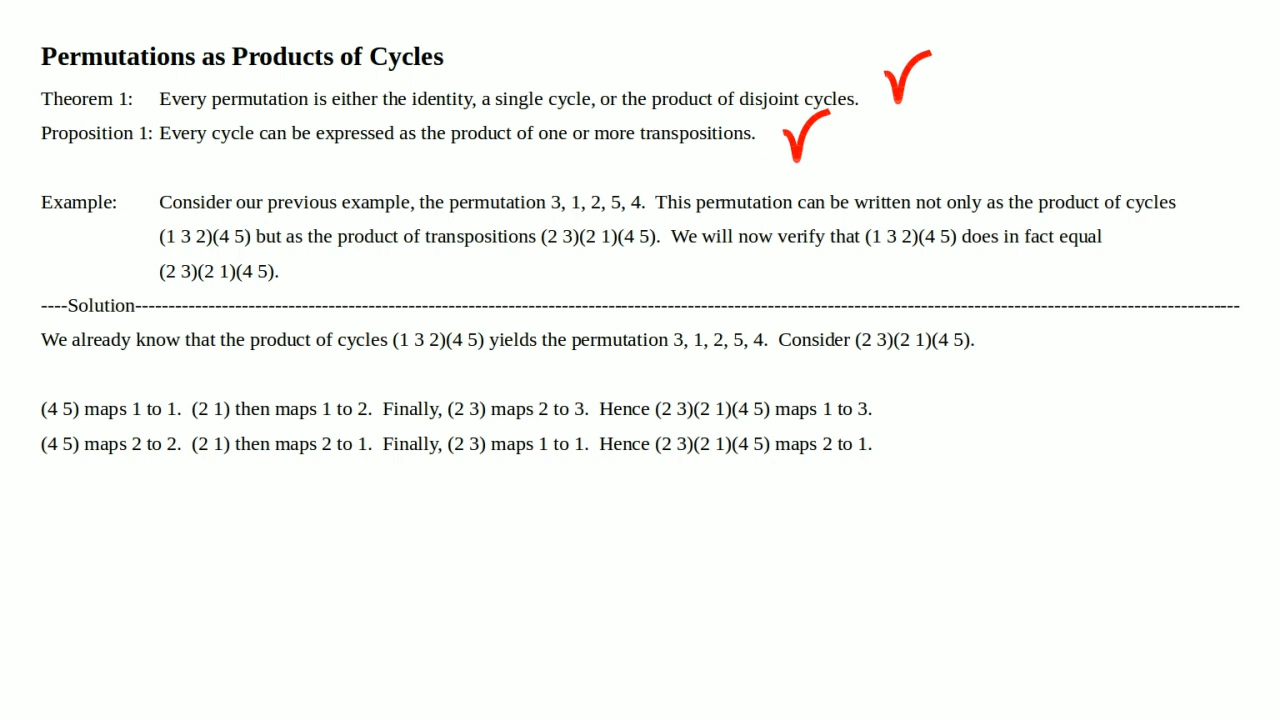 Permutations as Products of Cycles
Theorem 1: Every permutation is either the identity, a single cycle, or the product of disjoint cycles.
Proposition 1: Every cycle can be expressed as the product of one or more transpositions.
Example: Consider our previous example, the permutation 3, 1, 2, 5, 4. This permutation can be written not only as the product of cycles
(1 3 2)(4 5) but as the product of transpositions (2 3)(2 1)(4 5). We will now verify that (1 3 2)(4 5) does in fact equal
(2 3)(2 1)(4 5).
----Solution--------------------------------------------------------------------------------------------------------------------------------------------------------------------
We already know that the product of cycles (1 3 2)(4 5) yields the permutation 3, 1, 2, 5, 4. Consider (2 3)(2 1)(4 5).
(4 5) maps 1 to 1. (2 1) then maps 1 to 2. Finally, (2 3) maps 2 to 3. Hence (2 3)(2 1)(4 5) maps 1 to 3.
(4 5) maps 2 to 2. (2 1) then maps 2 to 1. Finally, (2 3) maps 1 to 1. Hence (2 3)(2 1)(4 5) maps 2 to 1.